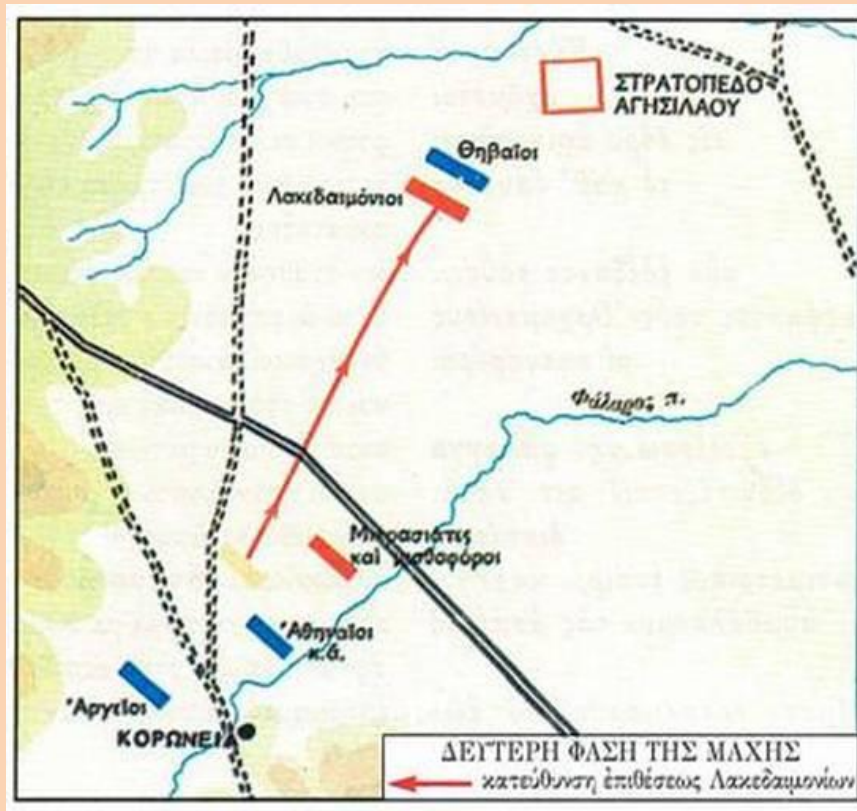 ΣΤΡΑΤΟΠΕΔΟ
ΑΓΗΣΙΛΑΟΥ
Θηβαῖοι
Λακεδαιμόνιοι
Φάλαρος π.
Μικρασιάτες
καὶ μισθοφόροι
Ἀθηναῖοι
κ.ἄ.
Ἀργεῖοι
ΚΟΡΩΝΕΙΑ
ΔΕΥΤΕΡΗ ΦΑΣΗ ΤΗΣ ΜΑΧΗΣ
κατεύθυνση ἐπιθέσεως Λακεδαιμονίων